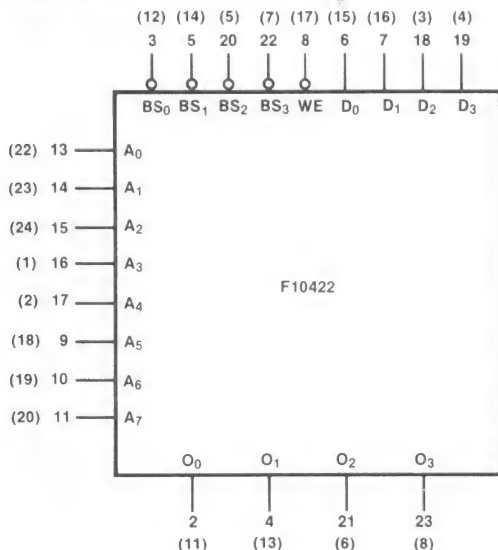 (12) (14) (5) (7) (17) (15) (16) (3) (4)
3 5 20 22 8 6 7 18 19
BS0 BS1 BS2 BS3 WE D0 D1 D2 D3
(22) 13 A0
(23) 14 A1
(24) 15 A2
(1) 16 A3
F10422
(2) 17 A4
(18) 9 A5
(19) 10 A6
(20) 11 A7
O0 O1 O2 O3
2 4 21 23
(11) (13) (6) (8)